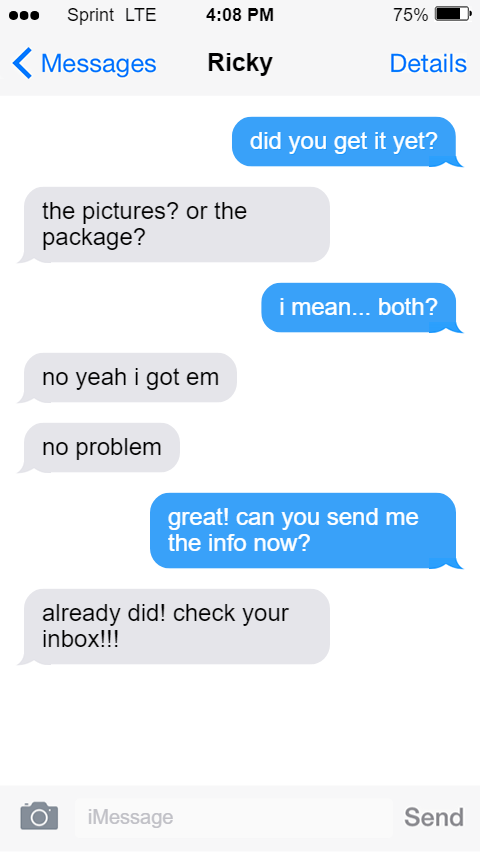 Sprint LTE 4:08 PM 75%
Messages Ricky Details
did you get it yet?
the pictures? or the
package?
i mean... both?
no yeah i got em
no problem
great! can you send me
the info now?
already did! check your
inbox!!!
iMessage Send